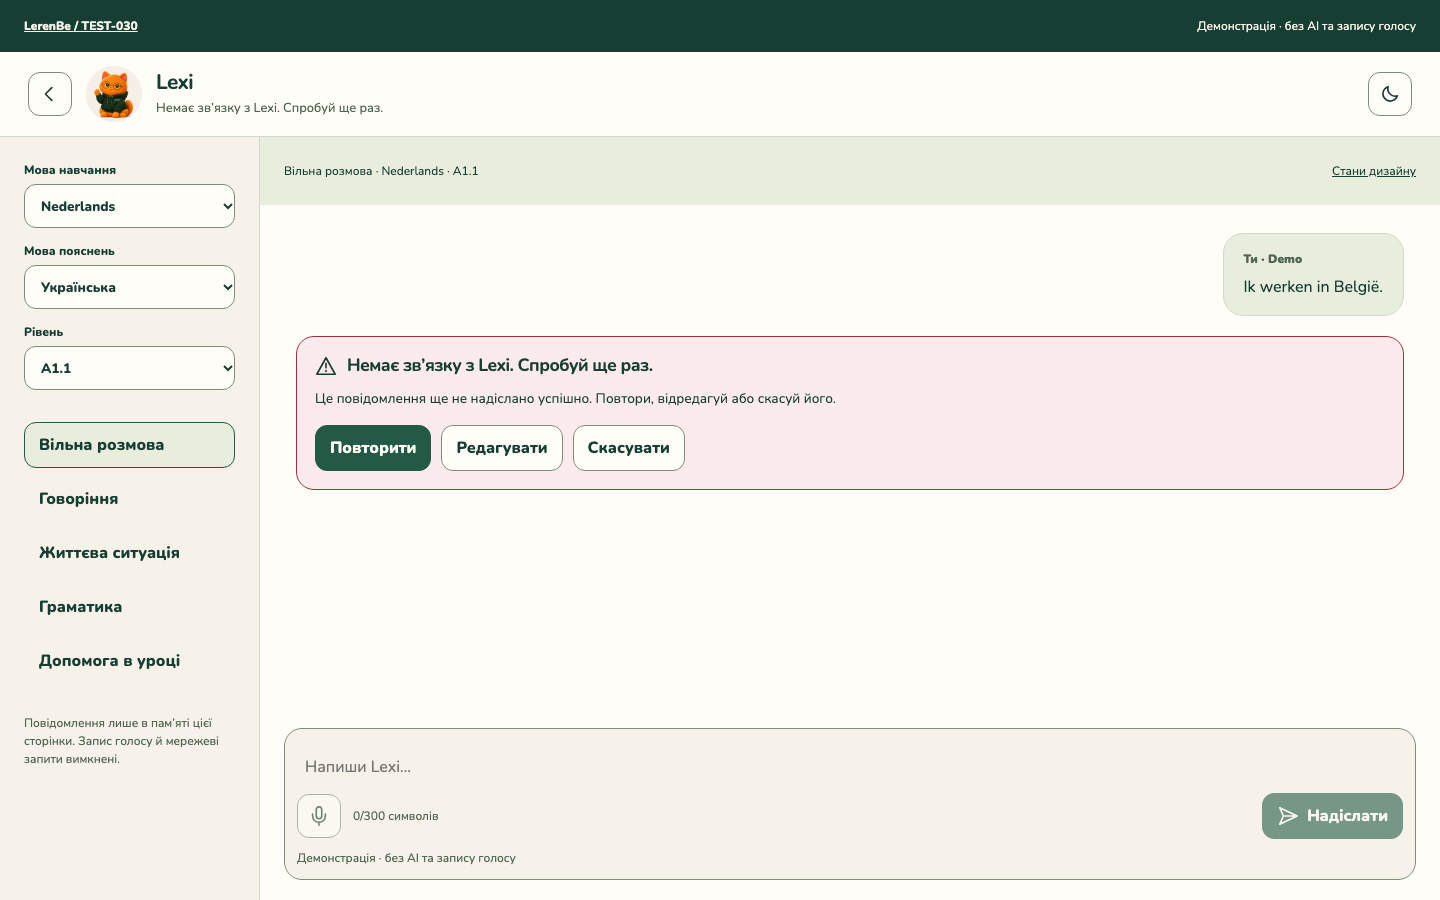 LerenBe / TEST-030
Демонстрація · без AI та запису голосу
Lexi
Немає зв’язку з Lexi. Спробуй ще раз.
Мова навчання
Nederlands
Мова пояснень
Українська
Рівень
A1.1
Вільна розмова
Говоріння
Життєва ситуація
Граматика
Допомога в уроці
Повідомлення лише в пам’яті цієї
сторінки. Запис голосу й мережеві
запити вимкнені.
Вільна розмова · Nederlands · A1.1
Стани дизайну
Ти · Demo
Ik werken in België.
Немає зв’язку з Lexi. Спробуй ще раз.
Це повідомлення ще не надіслано успішно. Повтори, відредагуй або скасуй його.
Повторити
Редагувати
Скасувати
Напиши Lexi...
0/300 символів
Надіслати
Демонстрація · без AI та запису голосу